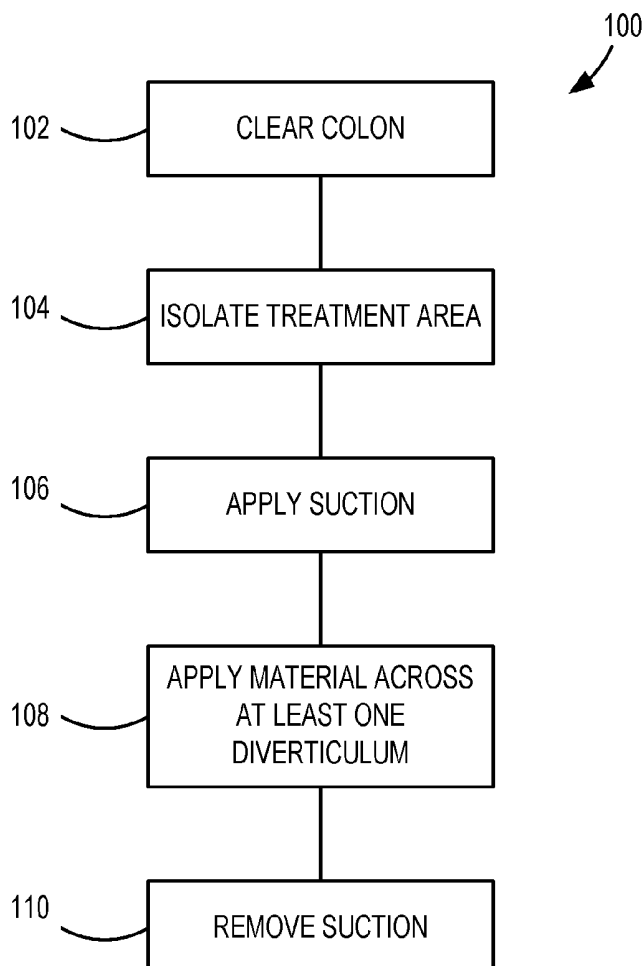 100
102
CLEAR COLON
104
ISOLATE TREATMENT AREA
106
APPLY SUCTION
108
APPLY MATERIAL ACROSS
AT LEAST ONE
DIVERTICULUM
110
REMOVE SUCTION